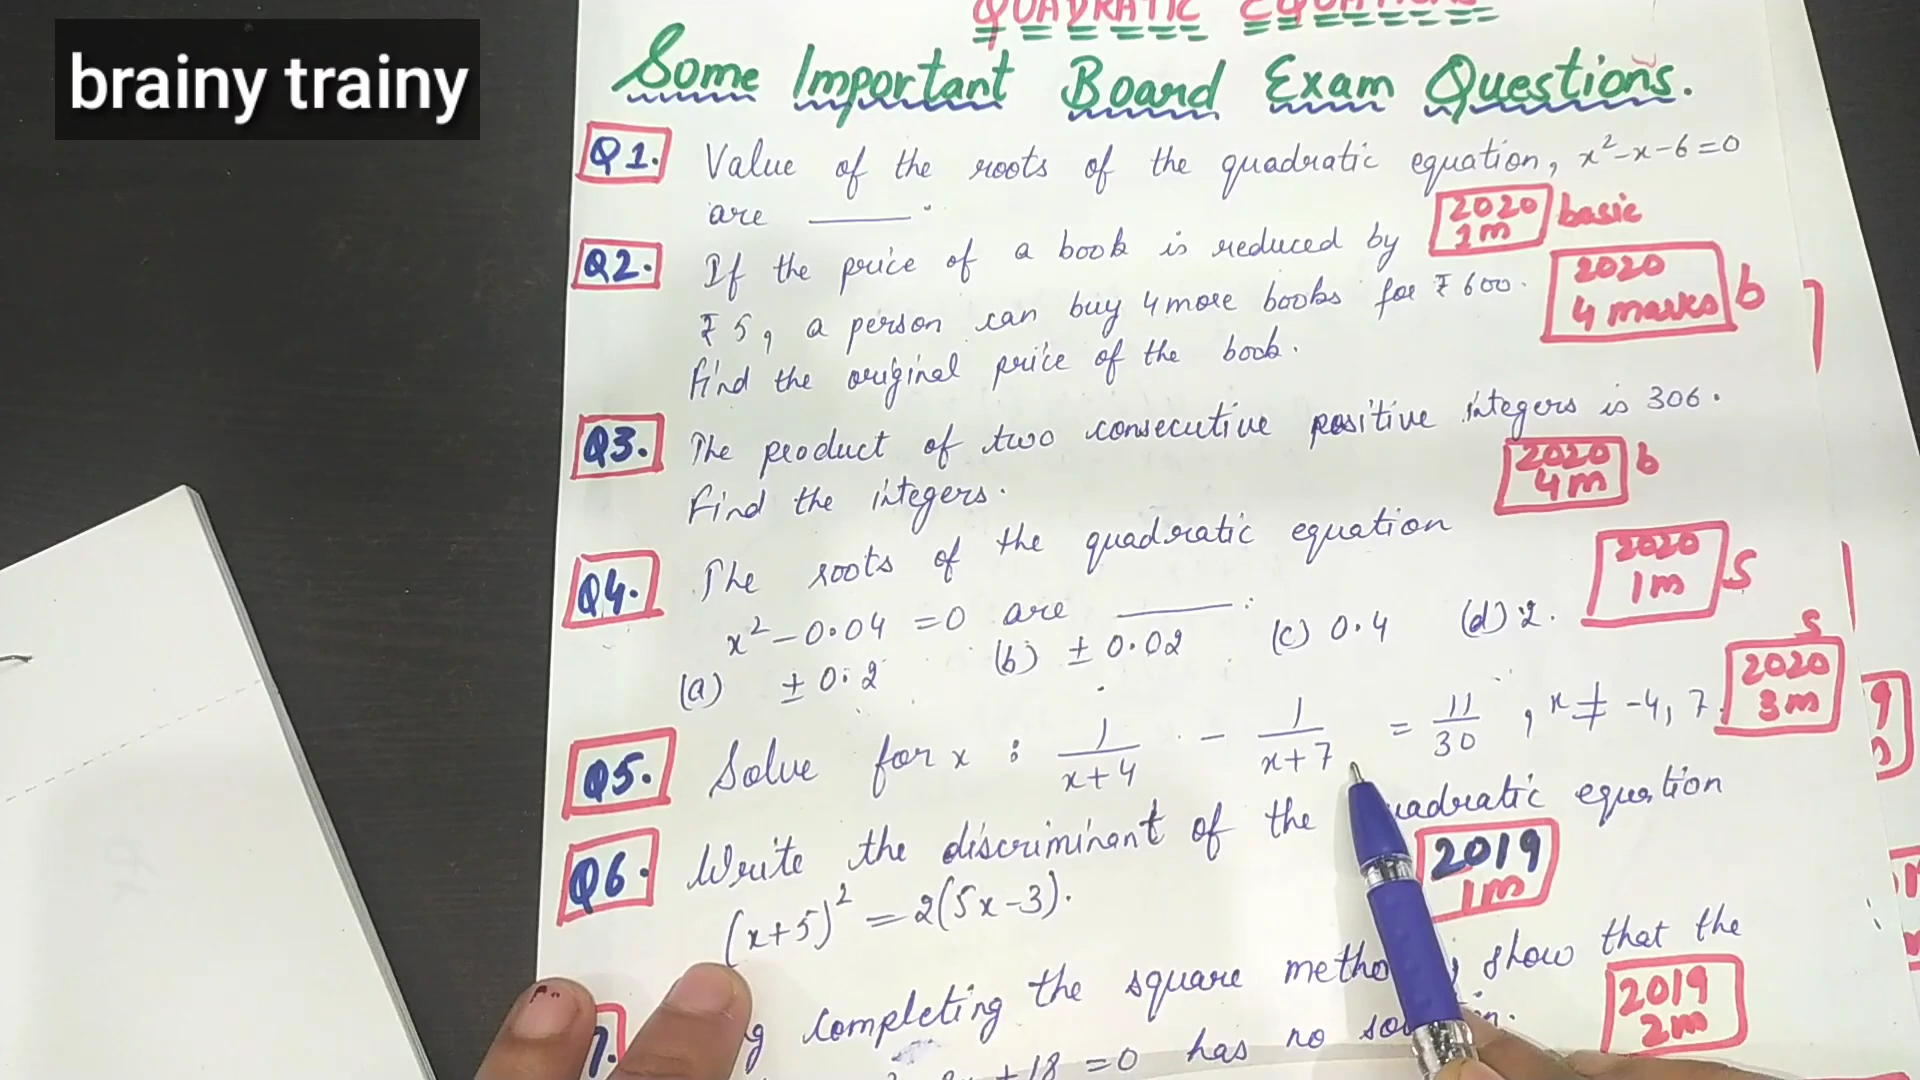 brainy trainy
QUADRATIC EQUATIONS
Some Important Board Exam Questions.
Q1. Value of the roots of the quadratic equation, x²-x-6=0
are ______.
2020 1m basic
Q2. If the price of a book is reduced by
₹5, a person can buy 4 more books for ₹600.
Find the original price of the book.
2020 4 marks b
Q3. The product of two consecutive positive integers is 306.
Find the integers.
2020 4m b
Q4. The roots of the quadratic equation
x²-0.04=0 are ______:
2020 1m S
(a) ±0.2 (b) ±0.02 (c) 0.4 (d) 2.
Q5. Solve for x : 1/(x+4) - 1/(x+7) = 11/30, x≠-4, 7.
S 2020 3m
Q6. Write the discriminant of the quadratic equation
(x+5)² = 2(5x-3).
2019 1m
completing the square method, show that the
+18=0 has no
2019 2m